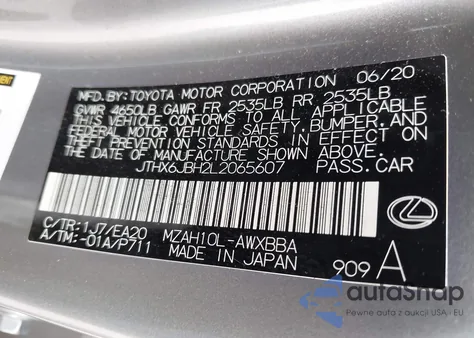 MFD.BY:TOYOTA MOTOR CORPORATION 06/20
GVWR 4650LB GAWR FR 2535LB RR 2535LB
THIS VEHICLE CONFORMS TO ALL APPLICABLE
FEDERAL MOTOR VEHICLE SAFETY,BUMPER,AND
THEFT PREVENTION STANDARDS IN EFFECT ON
THE DATE OF MANUFACTURE SHOWN ABOVE.
JTHX6JBH2L2065607 PASS.CAR
C/TR:1J7/EA20 MZAH10L-AWXBBA
A/TM:-01A/P711 MADE IN JAPAN
909 A
autaSnap
Pewne auta z aukcji USA i EU